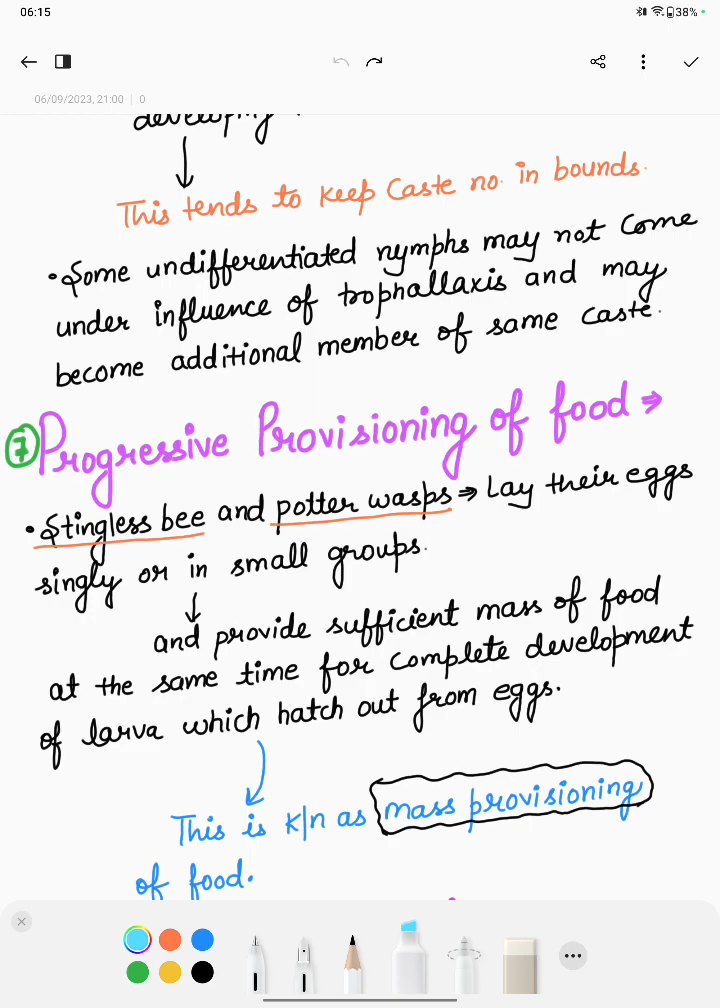 06:15
38%
06/09/2023, 21:00 | 0
developing.
This tends to keep Caste no. in bounds.
• Some undifferentiated nymphs may not Come
under influence of trophallaxis and may
become additional member of same caste.
⑦ Progressive Provisioning of food ⇒
• Stingless bee and potter wasps ⇒ Lay their eggs
singly or in small groups.
and provide sufficient mass of food
at the same time for Complete development
of larva which hatch out from eggs.
This is k|n as mass provisioning
of food.